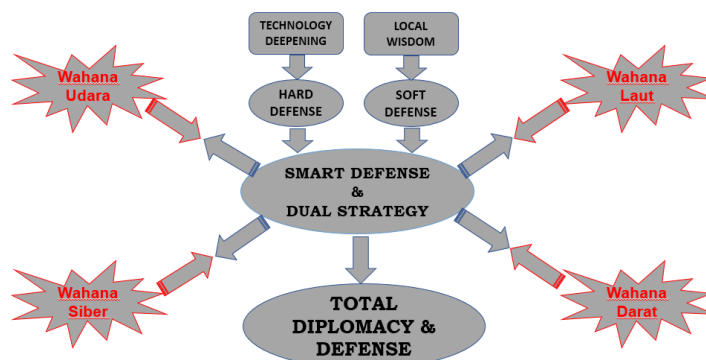 TECHNOLOGY
DEEPENING
LOCAL
WISDOM
Wahana
Udara
HARD
DEFENSE
SOFT
DEFENSE
Wahana
Laut
SMART DEFENSE
&
DUAL STRATEGY
Wahana
Siber
TOTAL
DIPLOMACY &
DEFENSE
Wahana
Darat